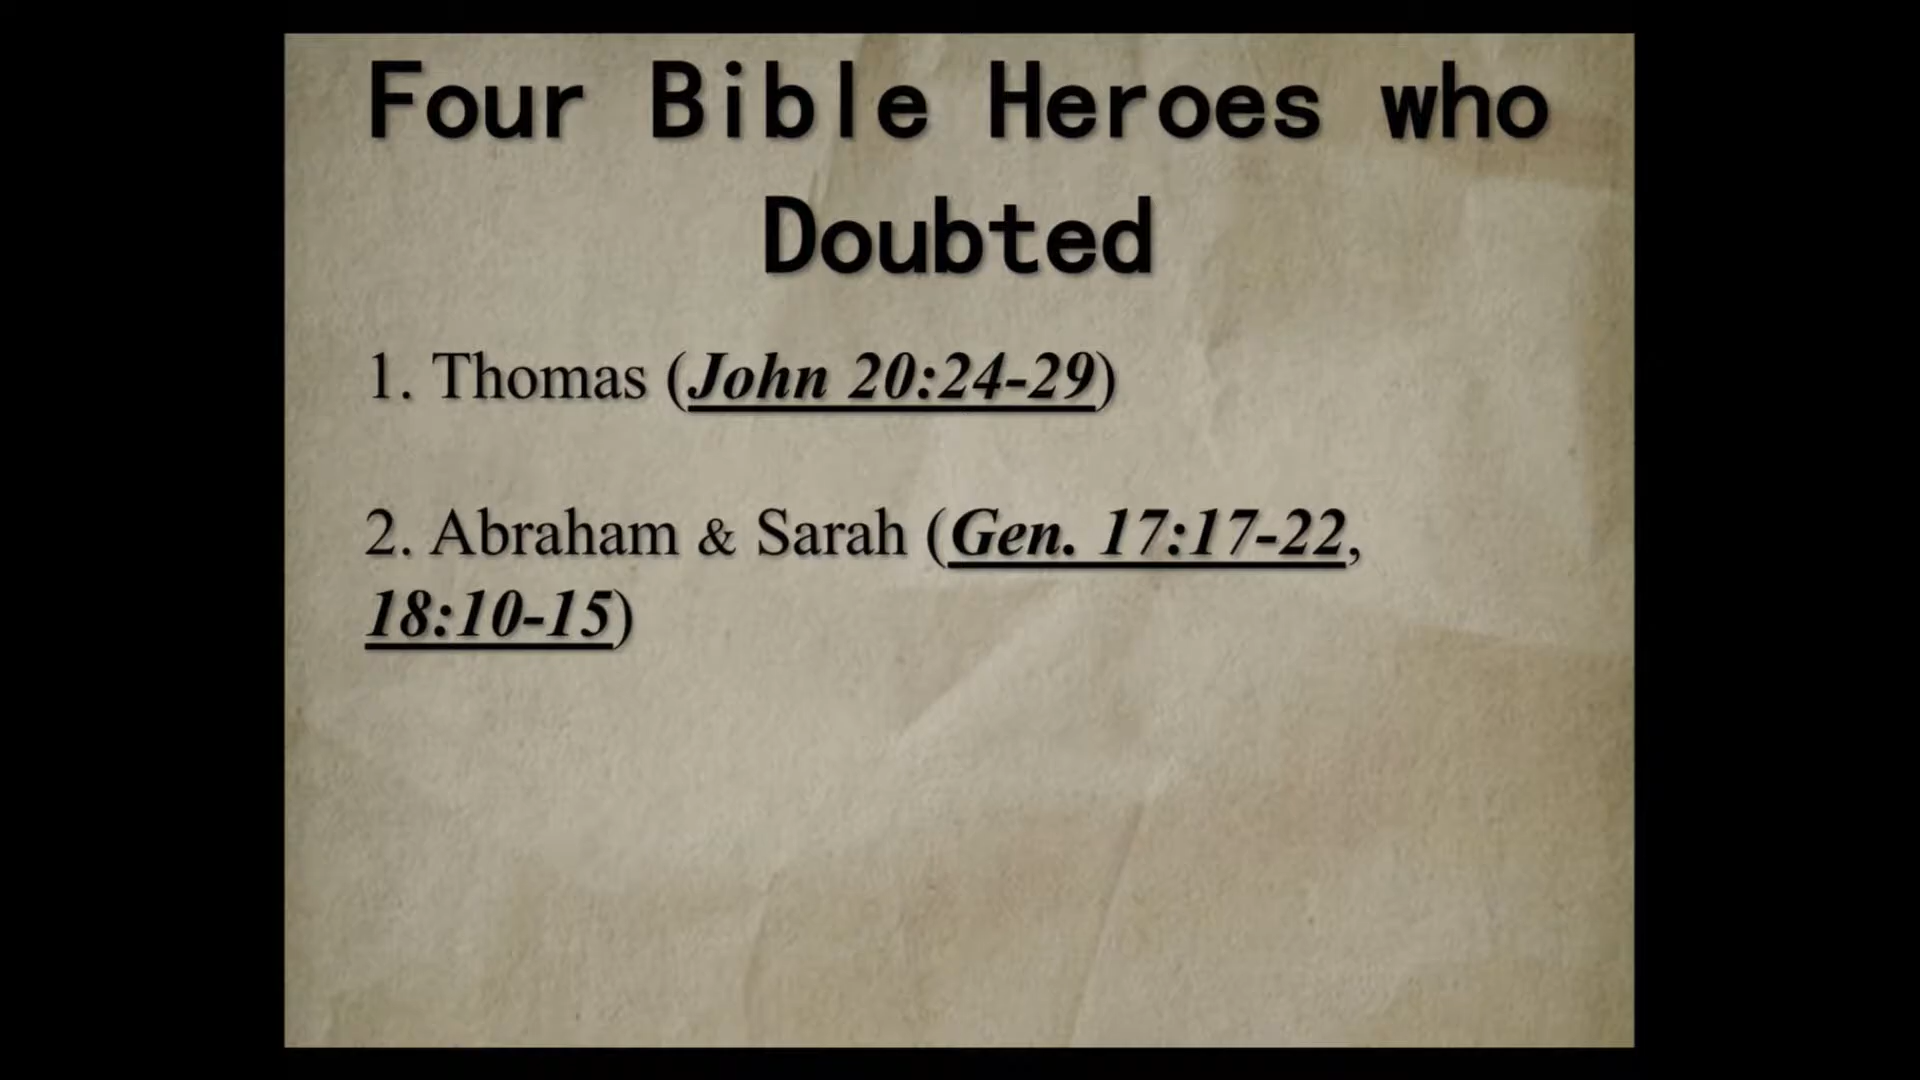 Four Bible Heroes who
Doubted
1. Thomas (John 20:24-29)
2. Abraham & Sarah (Gen. 17:17-22,
18:10-15)